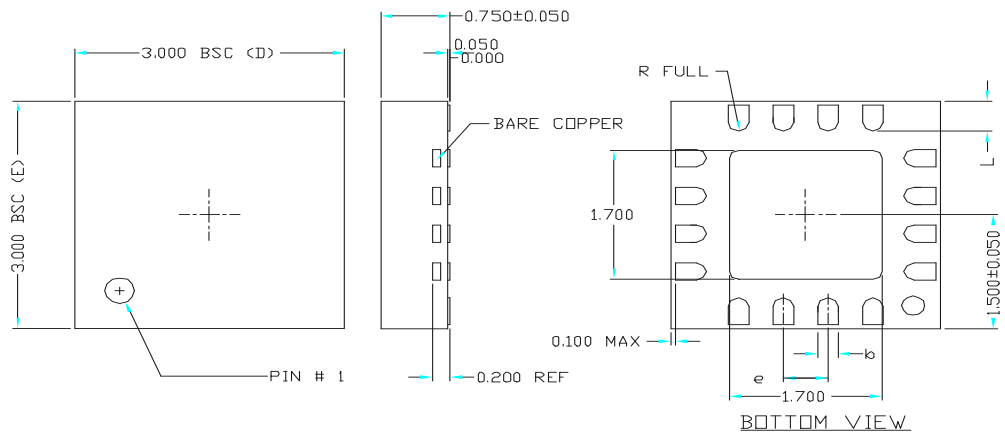 0.750±0.050
3.000 BSC (D)
0.050
0.000
R FULL
BARE COPPER
3.000 BSC (E)
L
1.700
1.500±0.050
0.100 MAX
b
PIN # 1
0.200 REF
e
1.700
BOTTOM VIEW